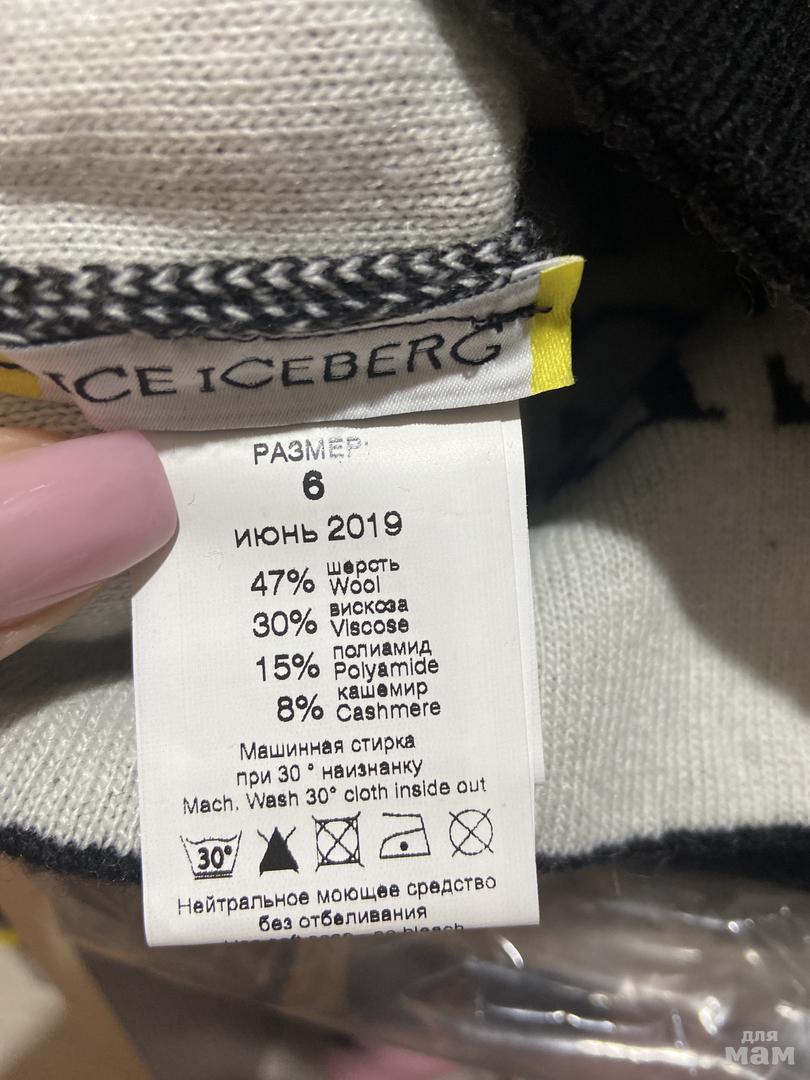 ICE ICEBERG
РАЗМЕР:
6
июнь 2019
47% шерсть
Wool
30% вискоза
Viscose
15% полиамид
Polyamide
8% кашемир
Cashmere
Машинная стирка
при 30 ° наизнанку
Mach. Wash 30° cloth inside out
30°
Нейтральное моющее средство
без отбеливания
для
мам